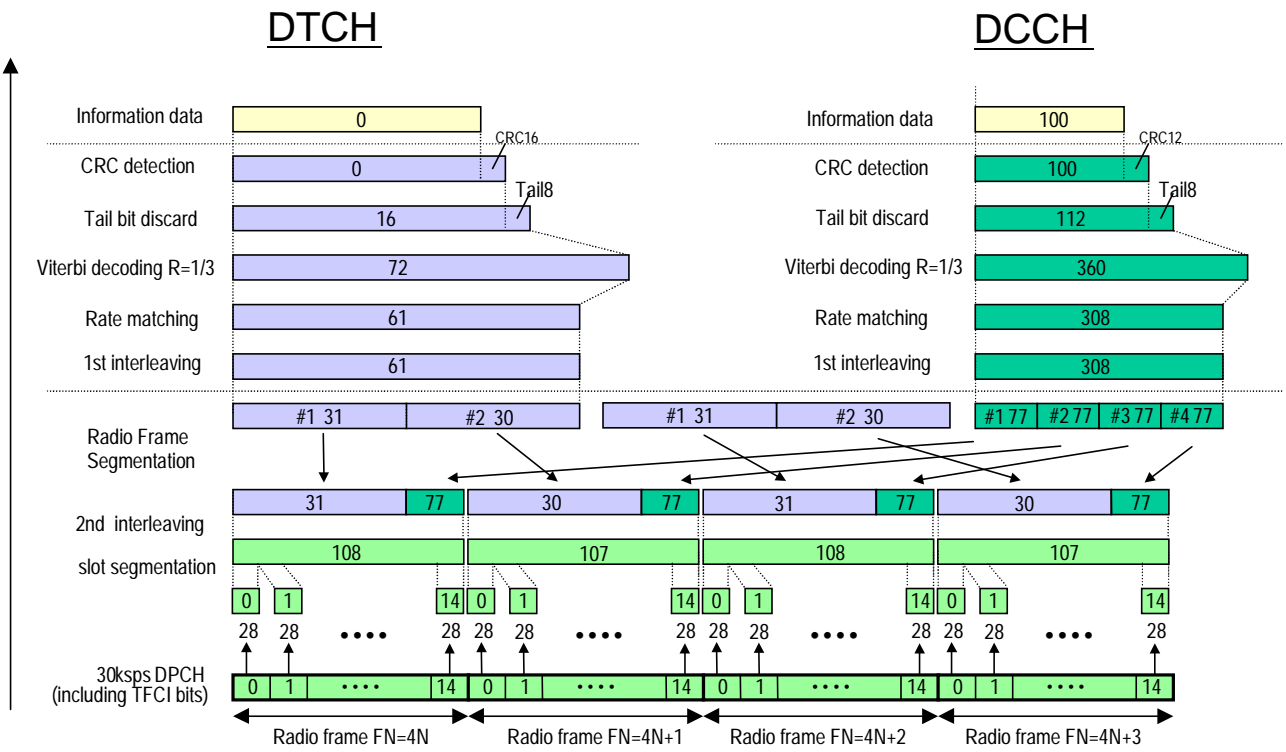 DTCH DCCH
Information data 0 Information data 100
CRC16 CRC12
CRC detection 0 CRC detection 100
Tail8 Tail8
Tail bit discard 16 Tail bit discard 112
Viterbi decoding R=1/3 72 Viterbi decoding R=1/3 360
Rate matching 61 Rate matching 308
1st interleaving 61 1st interleaving 308
#1 31 #2 30 #1 31 #2 30 #1 77 #2 77 #3 77 #4 77
Radio Frame
Segmentation
31 77 30 77 31 77 30 77
2nd interleaving
108 107 108 107
slot segmentation
0 1 14 0 1 14 0 1 14 0 1 14
28 28 •••• 28 28 28 •••• 28 28 28 •••• 28 28 28 •••• 28
30ksps DPCH
(including TFCI bits)
0 1 •••• 14 0 1 •••• 14 0 1 •••• 14 0 1 •••• 14
Radio frame FN=4N Radio frame FN=4N+1 Radio frame FN=4N+2 Radio frame FN=4N+3